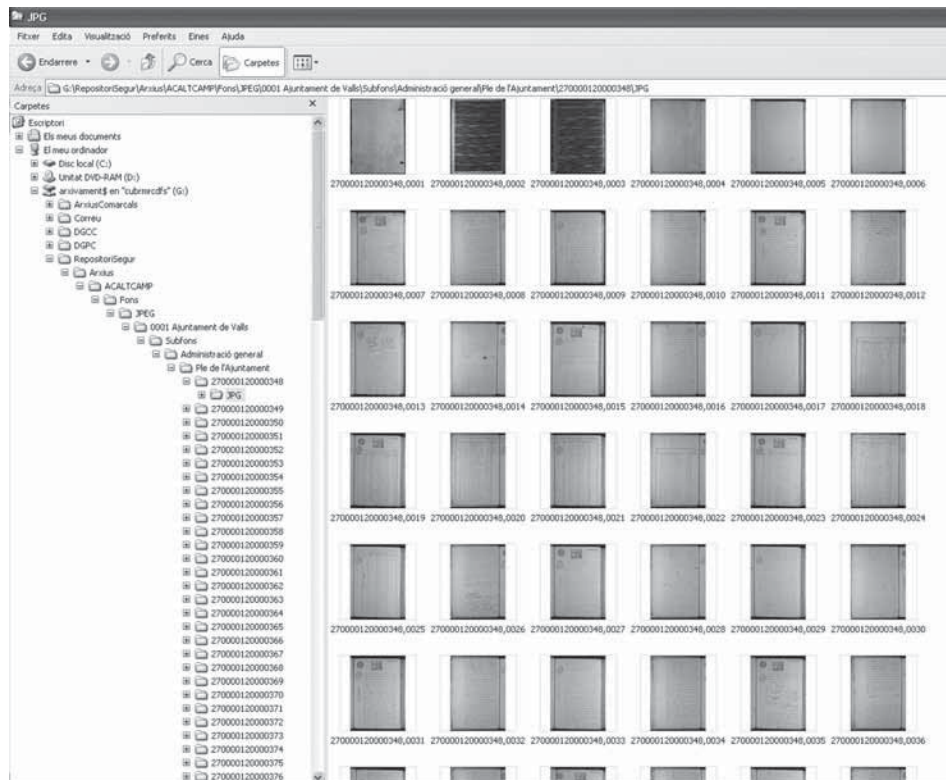 JPG
Fitxer Edita Visualització Preferits Eines Ajuda
Endarrere Cerca Carpetes
Adreça G:\RepositoriSegur\Arxius\ACALTCAMP\Fons\JPEG\0001 Ajuntament de Valls\Subfons\Administració general\Ple de l'Ajuntament\270000120000348\JPG
Carpetes
Escriptori
Els meus documents
El meu ordinador
Disc local (C:)
Unitat DVD-RAM (D:)
arxivament$ en "cubrmrcdfs" (G:)
ArxiusComarcals
Correu
DGCC
DGPC
RepositoriSegur
Arxius
ACALTCAMP
Fons
JPEG
0001 Ajuntament de Valls
Subfons
Administració general
Ple de l'Ajuntament
270000120000348
JPG
270000120000349
270000120000350
270000120000351
270000120000352
270000120000353
270000120000354
270000120000355
270000120000356
270000120000357
270000120000358
270000120000359
270000120000360
270000120000361
270000120000362
270000120000363
270000120000364
270000120000365
270000120000366
270000120000367
270000120000368
270000120000369
270000120000370
270000120000371
270000120000372
270000120000373
270000120000374
270000120000375
270000120000376
270000120000348,0001 270000120000348,0002 270000120000348,0003 270000120000348,0004 270000120000348,0005 270000120000348,0006
270000120000348,0007 270000120000348,0008 270000120000348,0009 270000120000348,0010 270000120000348,0011 270000120000348,0012
270000120000348,0013 270000120000348,0014 270000120000348,0015 270000120000348,0016 270000120000348,0017 270000120000348,0018
270000120000348,0019 270000120000348,0020 270000120000348,0021 270000120000348,0022 270000120000348,0023 270000120000348,0024
270000120000348,0025 270000120000348,0026 270000120000348,0027 270000120000348,0028 270000120000348,0029 270000120000348,0030
270000120000348,0031 270000120000348,0032 270000120000348,0033 270000120000348,0034 270000120000348,0035 270000120000348,0036